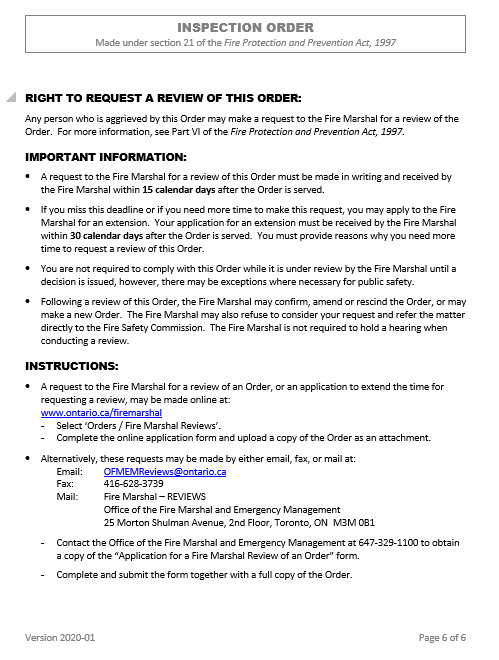 INSPECTION ORDER
Made under section 21 of the Fire Protection and Prevention Act, 1997
RIGHT TO REQUEST A REVIEW OF THIS ORDER:
Any person who is aggrieved by this Order may make a request to the Fire Marshal for a review of the
Order. For more information, see Part VI of the Fire Protection and Prevention Act, 1997.
IMPORTANT INFORMATION:
• A request to the Fire Marshal for a review of this Order must be made in writing and received by
the Fire Marshal within 15 calendar days after the Order is served.
• If you miss this deadline or if you need more time to make this request, you may apply to the Fire
Marshal for an extension. Your application for an extension must be received by the Fire Marshal
within 30 calendar days after the Order is served. You must provide reasons why you need more
time to request a review of this Order.
• You are not required to comply with this Order while it is under review by the Fire Marshal until a
decision is issued, however, there may be exceptions where necessary for public safety.
• Following a review of this Order, the Fire Marshal may confirm, amend or rescind the Order, or may
make a new Order. The Fire Marshal may also refuse to consider your request and refer the matter
directly to the Fire Safety Commission. The Fire Marshal is not required to hold a hearing when
conducting a review.
INSTRUCTIONS:
• A request to the Fire Marshal for a review of an Order, or an application to extend the time for
requesting a review, may be made online at:
www.ontario.ca/firemarshal
- Select ‘Orders / Fire Marshal Reviews’.
- Complete the online application form and upload a copy of the Order as an attachment.
• Alternatively, these requests may be made by either email, fax, or mail at:
Email: OFMEMReviews@ontario.ca
Fax: 416-628-3739
Mail: Fire Marshal – REVIEWS
Office of the Fire Marshal and Emergency Management
25 Morton Shulman Avenue, 2nd Floor, Toronto, ON M3M 0B1
- Contact the Office of the Fire Marshal and Emergency Management at 647-329-1100 to obtain
a copy of the “Application for a Fire Marshal Review of an Order” form.
- Complete and submit the form together with a full copy of the Order.
Version 2020-01 Page 6 of 6